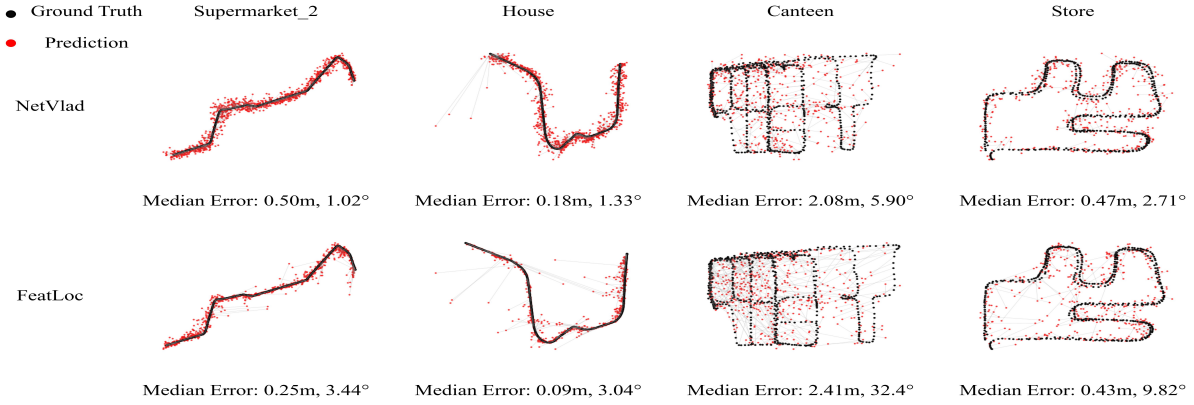 Ground Truth
Supermarket_2
House
Canteen
Store
Prediction
NetVlad
Median Error: 0.50m, 1.02°
Median Error: 0.18m, 1.33°
Median Error: 2.08m, 5.90°
Median Error: 0.47m, 2.71°
FeatLoc
Median Error: 0.25m, 3.44°
Median Error: 0.09m, 3.04°
Median Error: 2.41m, 32.4°
Median Error: 0.43m, 9.82°